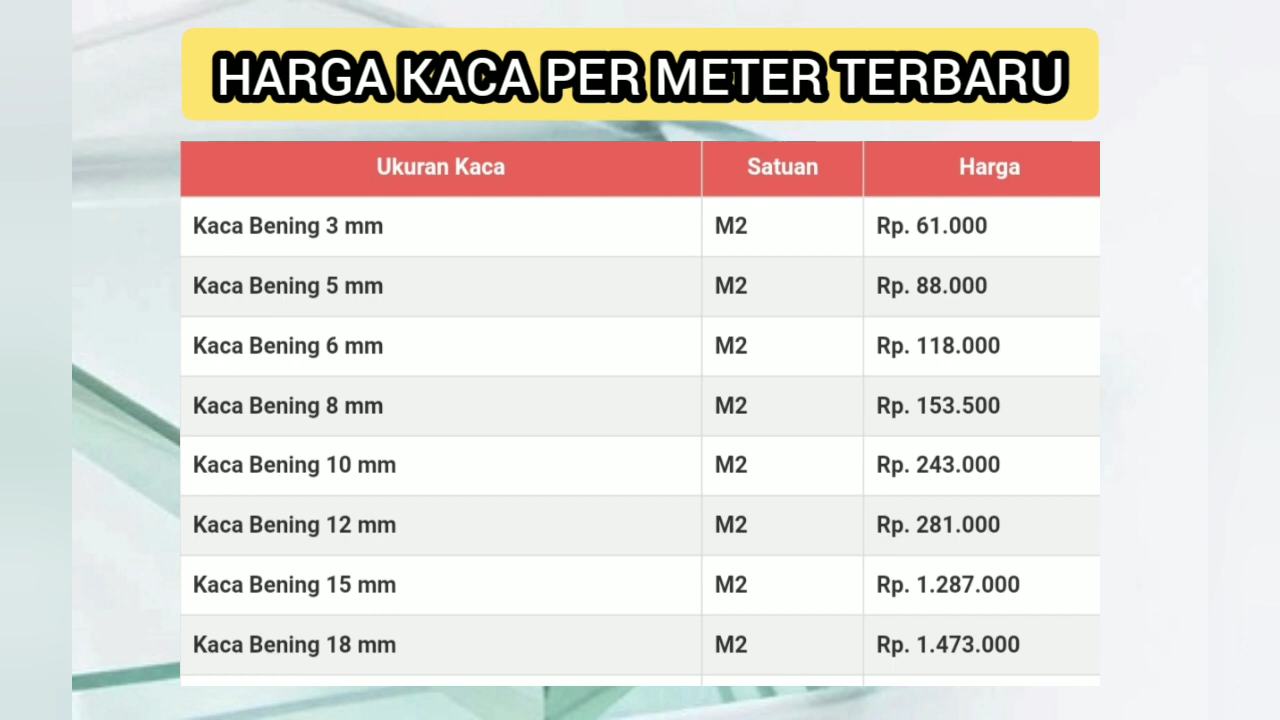 HARGA KACA PER METER TERBARU
Ukuran Kaca Satuan Harga
Kaca Bening 3 mm M2 Rp. 61.000
Kaca Bening 5 mm M2 Rp. 88.000
Kaca Bening 6 mm M2 Rp. 118.000
Kaca Bening 8 mm M2 Rp. 153.500
Kaca Bening 10 mm M2 Rp. 243.000
Kaca Bening 12 mm M2 Rp. 281.000
Kaca Bening 15 mm M2 Rp. 1.287.000
Kaca Bening 18 mm M2 Rp. 1.473.000